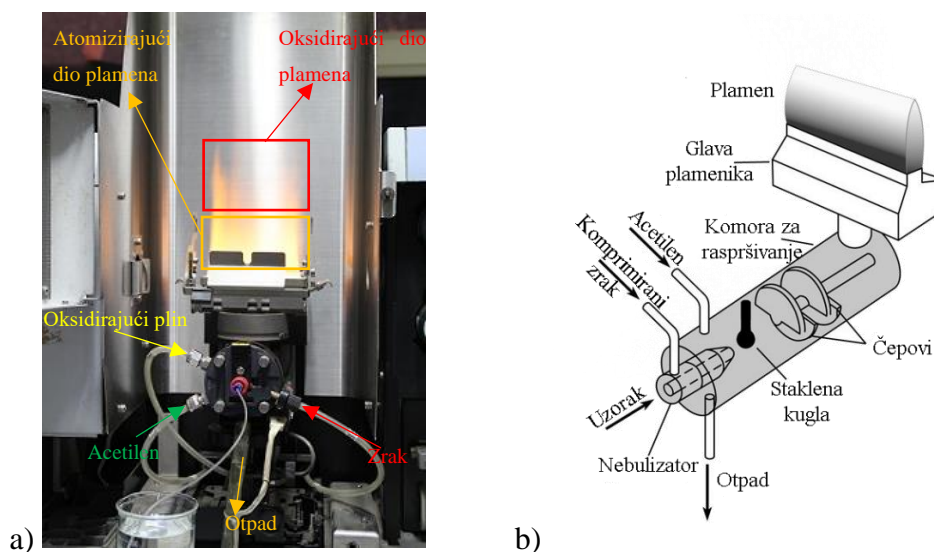 Atomizirajući
dio plamena
Oksidirajući dio
plamena
Oksidirajući plin
Acetilen
Zrak
Otpad
a)
Plamen
Glava
plamenika
Komora za
raspršivanje
Acetilen
Komprimirani
zrak
Čepovi
Staklena
kugla
Uzorak
Nebulizator
Otpad
b)